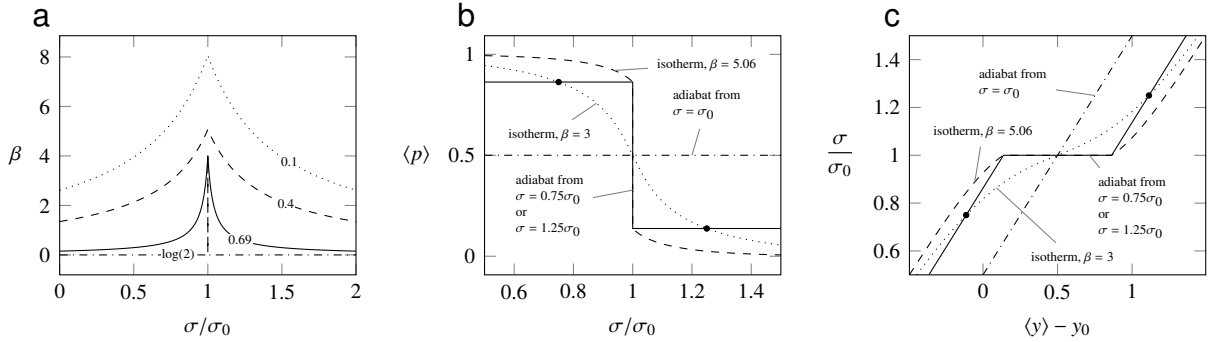 a
β
8
6
4
2
0
0.1
0.4
0.69
log(2)
0
0.5
1
1.5
2
σ/σ0
b
⟨p⟩
1
0.5
0
isotherm, β = 5.06
adiabat from
σ = σ0
isotherm, β = 3
adiabat from
σ = 0.75σ0
or
σ = 1.25σ0
0.6
0.8
1
1.2
1.4
σ/σ0
c
σ
σ0
1.4
1.2
1
0.8
0.6
adiabat from
σ = σ0
isotherm, β = 5.06
adiabat from
σ = 0.75σ0
or
σ = 1.25σ0
isotherm, β = 3
0
0.5
1
⟨y⟩ − y0